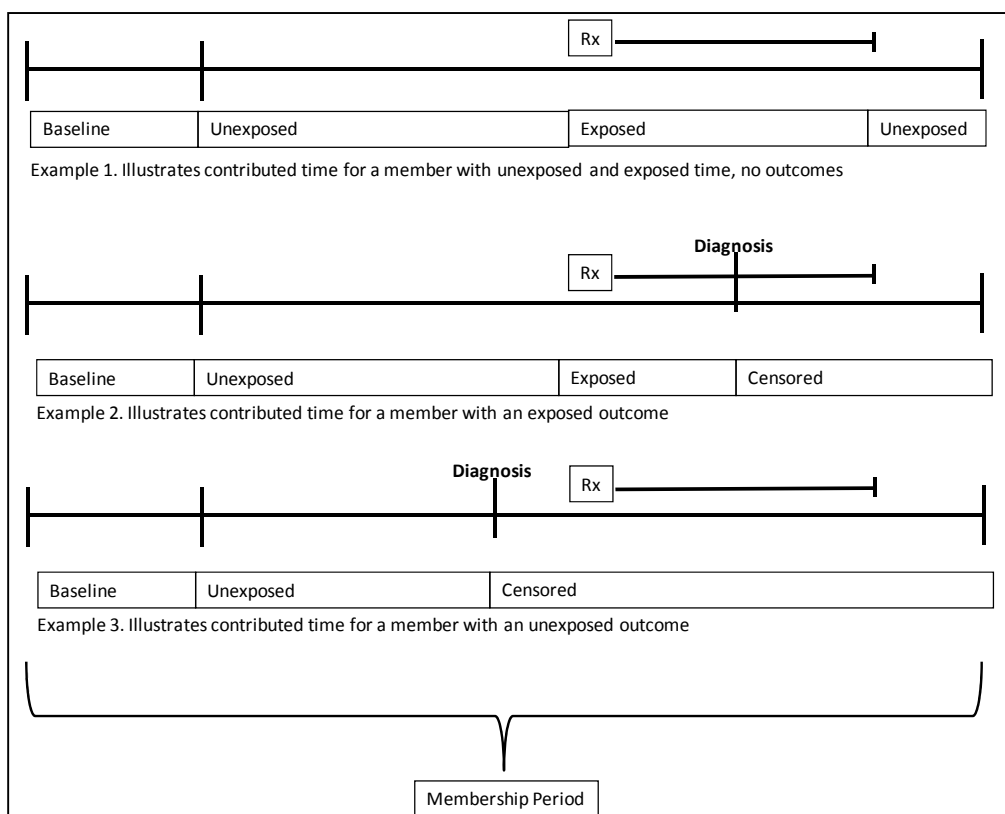 Rx
Baseline Unexposed Exposed Unexposed
Example 1. Illustrates contributed time for a member with unexposed and exposed time, no outcomes
Diagnosis
Rx
Baseline Unexposed Exposed Censored
Example 2. Illustrates contributed time for a member with an exposed outcome
Diagnosis
Rx
Baseline Unexposed Censored
Example 3. Illustrates contributed time for a member with an unexposed outcome
Membership Period